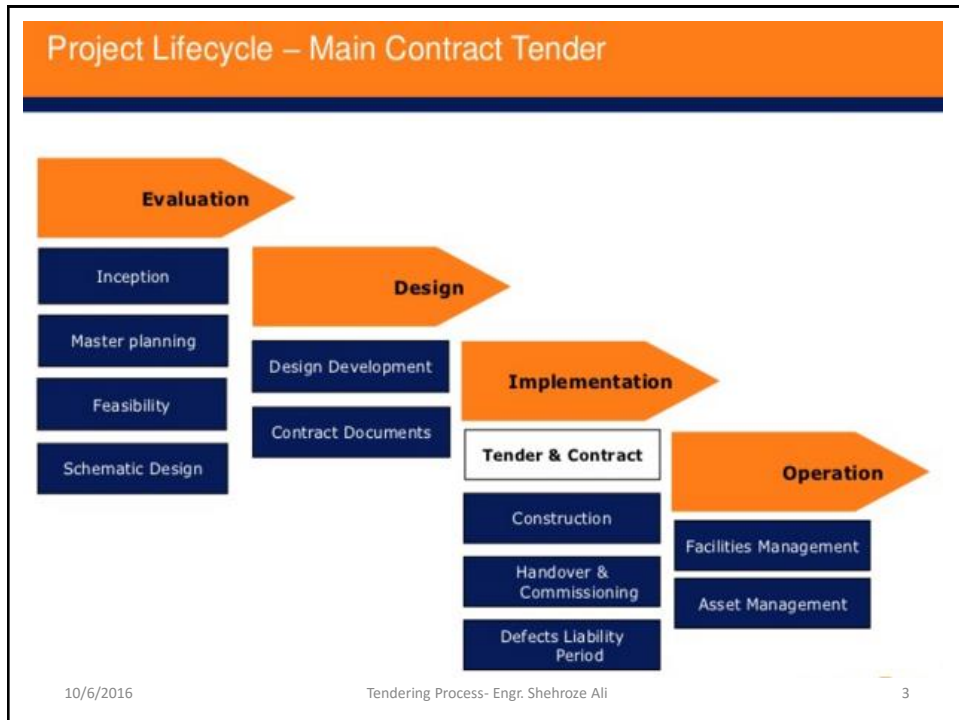 Project Lifecycle – Main Contract Tender
Evaluation
Inception
Master planning
Feasibility
Schematic Design
Design
Design Development
Contract Documents
Implementation
Tender & Contract
Construction
Handover &
Commissioning
Defects Liability
Period
Operation
Facilities Management
Asset Management
10/6/2016
Tendering Process- Engr. Shehroze Ali
3